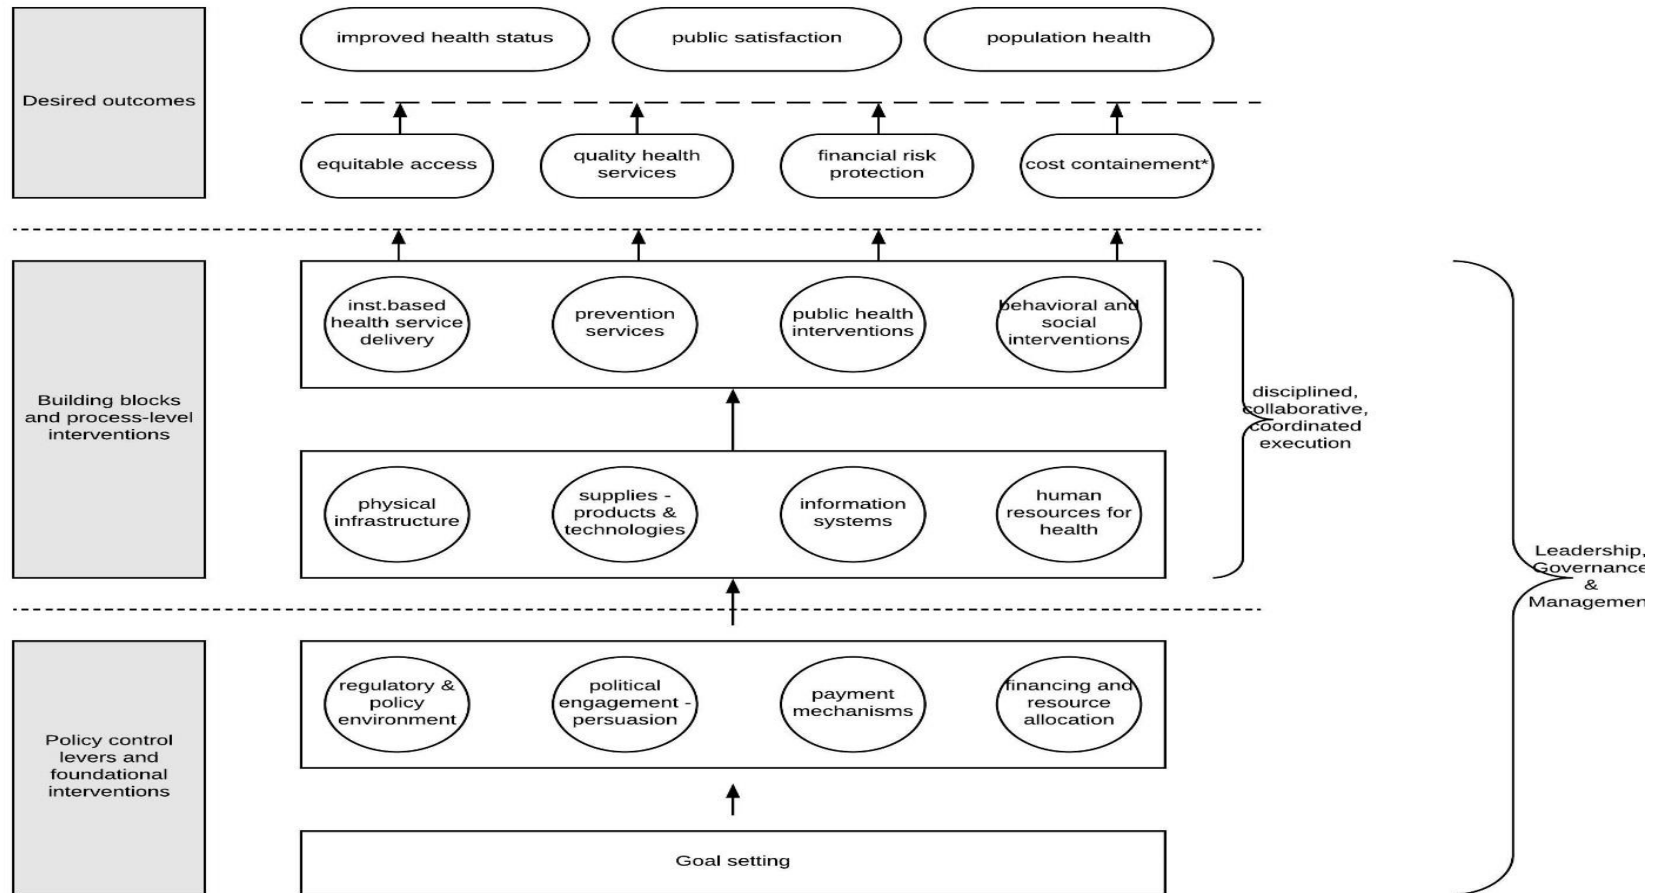 improved health status
public satisfaction
population health
Desired outcomes
equitable access
quality health
services
financial risk
protection
cost containement*
Building blocks
and process-level
interventions
inst.based
health service
delivery
prevention
services
public health
interventions
behavioral and
social
interventions
disciplined,
collaborative,
coordinated
execution
physical
infrastructure
supplies -
products &
technologies
information
systems
human
resources for
health
Leadership,
Governance
&
Managemen
Policy control
levers and
foundational
interventions
regulatory &
policy
environment
political
engagement -
persuasion
payment
mechanisms
financing and
resource
allocation
Goal setting